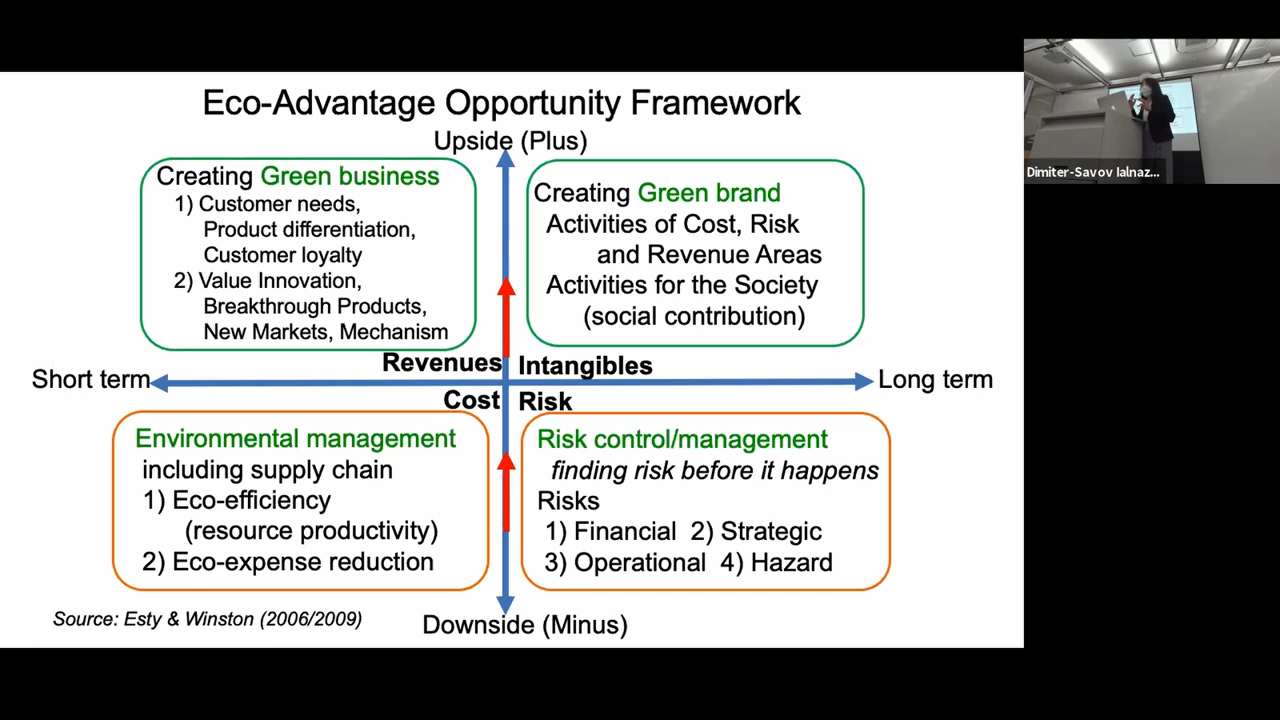 Eco-Advantage Opportunity Framework
Upside (Plus)
Creating Green business
1) Customer needs,
Product differentiation,
Customer loyalty
2) Value Innovation,
Breakthrough Products,
New Markets, Mechanism
Creating Green brand
Activities of Cost, Risk
and Revenue Areas
Activities for the Society
(social contribution)
Revenues Intangibles
Short term Long term
Cost Risk
Environmental management
including supply chain
1) Eco-efficiency
(resource productivity)
2) Eco-expense reduction
Risk control/management
finding risk before it happens
Risks
1) Financial 2) Strategic
3) Operational 4) Hazard
Source: Esty & Winston (2006/2009)
Downside (Minus)
Dimiter-Savov Ialnaz...